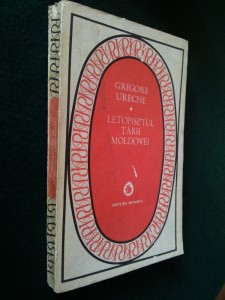 GRIGORE
URECHE
LETOPISEȚUL
ȚĂRII
MOLDOVEI
EDITURA MINERVA